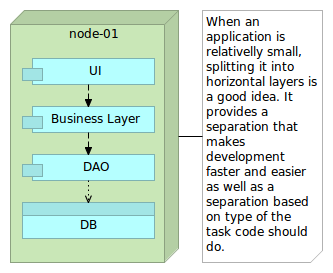 node-01
UI
Business Layer
DAO
DB
When an
application is
relativelly small,
splitting it into
horizontal layers is
a good idea. It
provides a
separation that
makes
development
faster and easier
as well as a
separation based
on type of the
task code should
do.